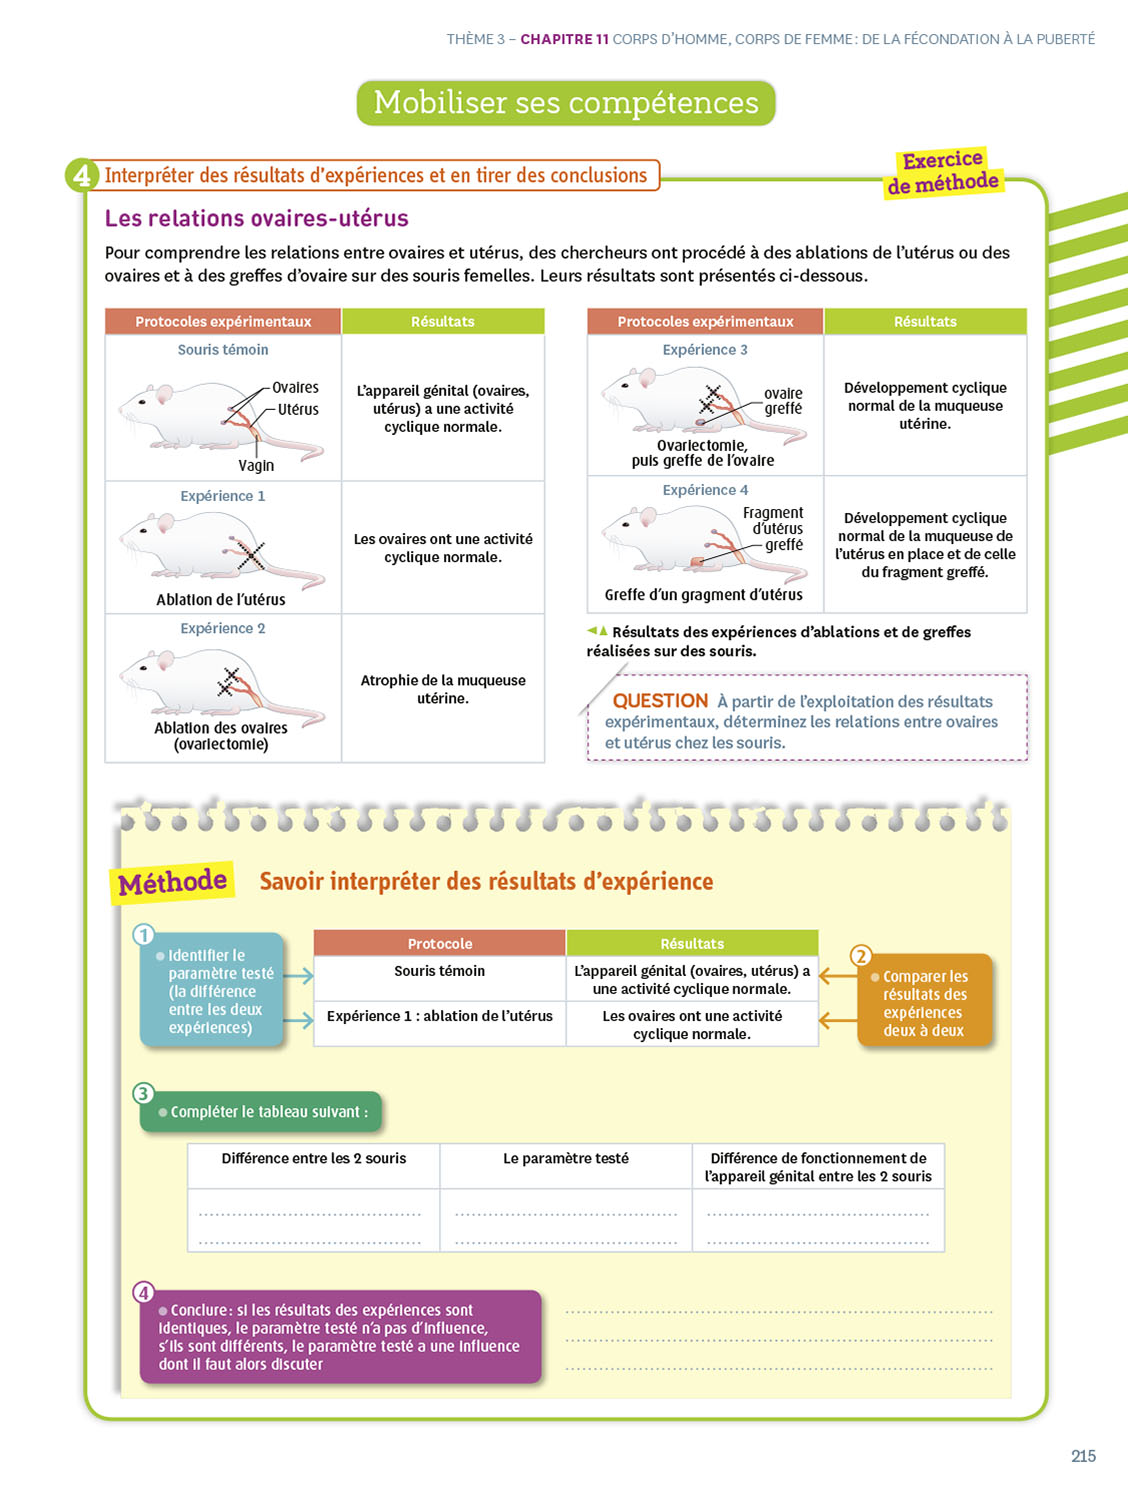 THÈME 3 – CHAPITRE 11 CORPS D'HOMME, CORPS DE FEMME : DE LA FÉCONDATION À LA PUBERTÉ
Mobiliser ses compétences
4 Interpréter des résultats d'expériences et en tirer des conclusions
Exercice
de méthode
Les relations ovaires-utérus
Pour comprendre les relations entre ovaires et utérus, des chercheurs ont procédé à des ablations de l'utérus ou des
ovaires et à des greffes d'ovaire sur des souris femelles. Leurs résultats sont présentés ci-dessous.
Protocoles expérimentaux
Résultats
Souris témoin
Ovaires
Utérus
Vagin
L'appareil génital (ovaires,
utérus) a une activité
cyclique normale.
Expérience 1
Ablation de l'utérus
Les ovaires ont une activité
cyclique normale.
Expérience 2
Ablation des ovaires
(ovariectomie)
Atrophie de la muqueuse
utérine.
Protocoles expérimentaux
Résultats
Expérience 3
ovaire
greffé
Ovariectomie,
puis greffe de l'ovaire
Développement cyclique
normal de la muqueuse
utérine.
Expérience 4
Fragment
d'utérus
greffé
Greffe d'un gragment d'utérus
Développement cyclique
normal de la muqueuse de
l'utérus en place et de celle
du fragment greffé.
Résultats des expériences d'ablations et de greffes
réalisées sur des souris.
QUESTION À partir de l'exploitation des résultats
expérimentaux, déterminez les relations entre ovaires
et utérus chez les souris.
Méthode
Savoir interpréter des résultats d'expérience
1
• Identifier le
paramètre testé
(la différence
entre les deux
expériences)
Protocole
Résultats
Souris témoin
L'appareil génital (ovaires, utérus) a
une activité cyclique normale.
Expérience 1 : ablation de l'utérus
Les ovaires ont une activité
cyclique normale.
2
• Comparer les
résultats des
expériences
deux à deux
3
• Compléter le tableau suivant :
Différence entre les 2 souris
Le paramètre testé
Différence de fonctionnement de
l'appareil génital entre les 2 souris
4
• Conclure : si les résultats des expériences sont
identiques, le paramètre testé n'a pas d'influence,
s'ils sont différents, le paramètre testé a une influence
dont il faut alors discuter
215